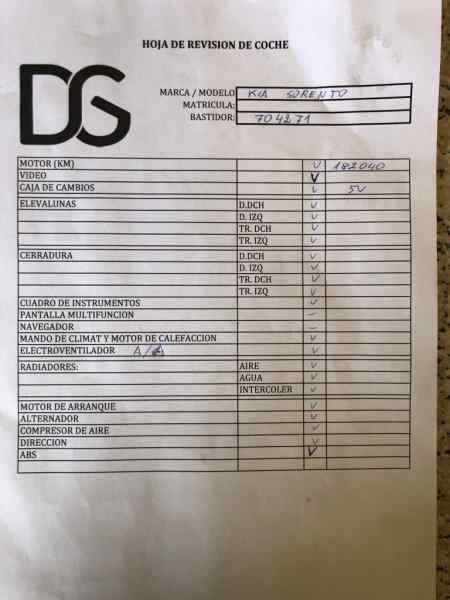 HOJA DE REVISION DE COCHE
DG
MARCA / MODELO KIA SORENTO
MATRICULA:
BASTIDOR: 704271
MOTOR (KM) V 182040
VIDEO V
CAJA DE CAMBIOS V 5V
ELEVALUNAS D.DCH V
D. IZQ V
TR. DCH V
TR. IZQ V
CERRADURA D.DCH V
D. IZQ V
TR. DCH V
TR. IZQ V
CUADRO DE INSTRUMENTOS V
PANTALLA MULTIFUNCION –
NAVEGADOR –
MANDO DE CLIMAT Y MOTOR DE CALEFACCION V
ELECTROVENTILADOR A/A V
RADIADORES: AIRE V
AGUA V
INTERCOLER V
MOTOR DE ARRANQUE V
ALTERNADOR V
COMPRESOR DE AIRE V
DIRECCION V
ABS V